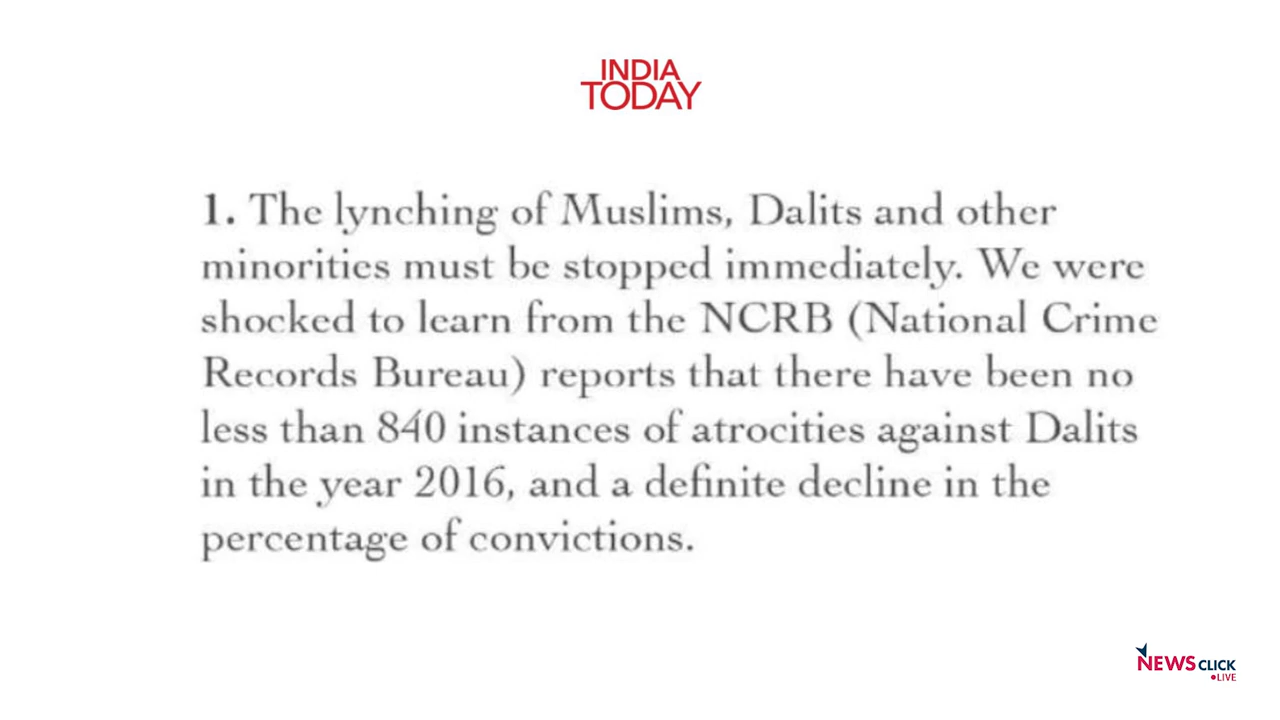 INDIA
TODAY
1. The lynching of Muslims, Dalits and other
minorities must be stopped immediately. We were
shocked to learn from the NCRB (National Crime
Records Bureau) reports that there have been no
less than 840 instances of atrocities against Dalits
in the year 2016, and a definite decline in the
percentage of convictions.
NEWS CLICK
LIVE